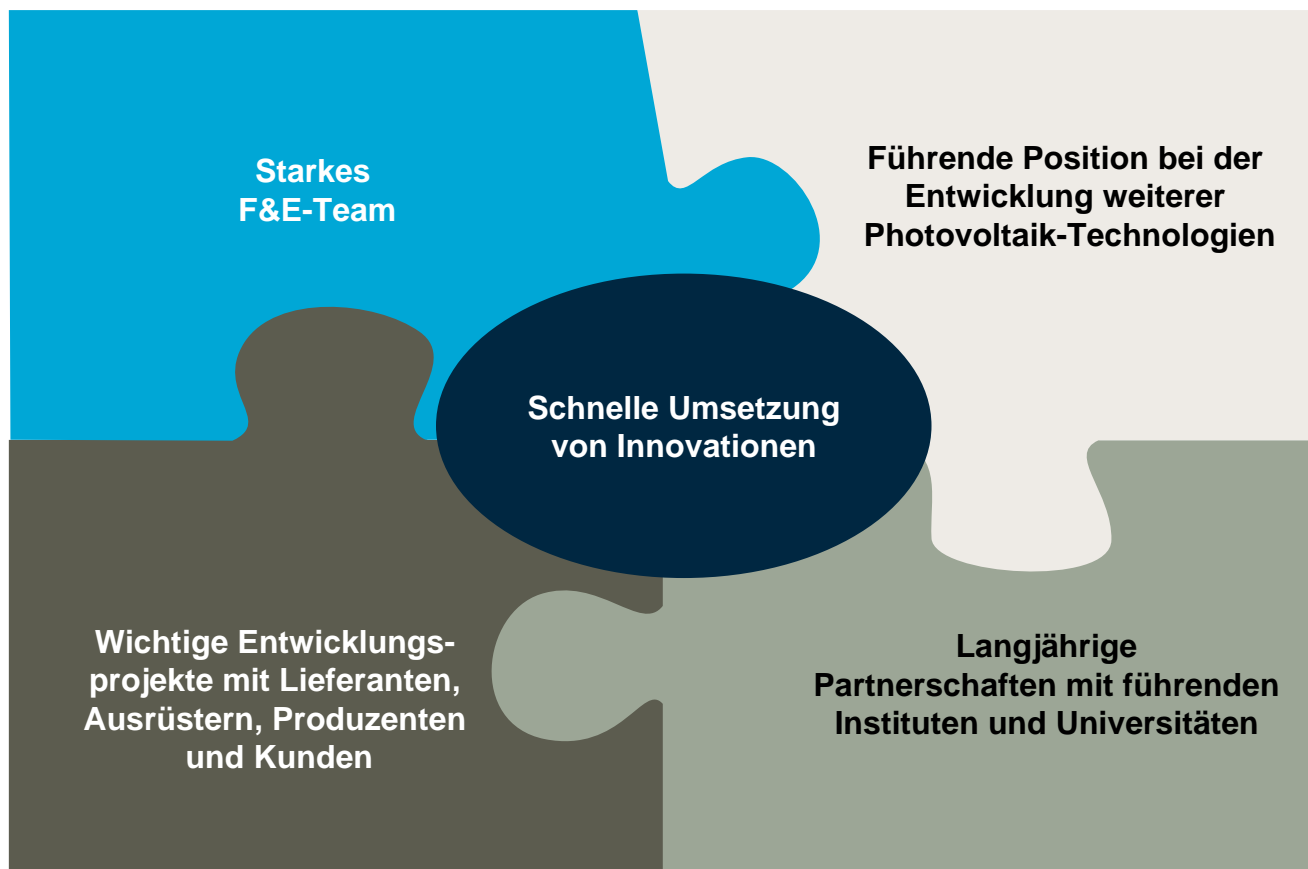 Starkes
F&E-Team
Führende Position bei der
Entwicklung weiterer
Photovoltaik-Technologien
Schnelle Umsetzung
von Innovationen
Wichtige Entwicklungs-
projekte mit Lieferanten,
Ausrüstern, Produzenten
und Kunden
Langjährige
Partnerschaften mit führenden
Instituten und Universitäten